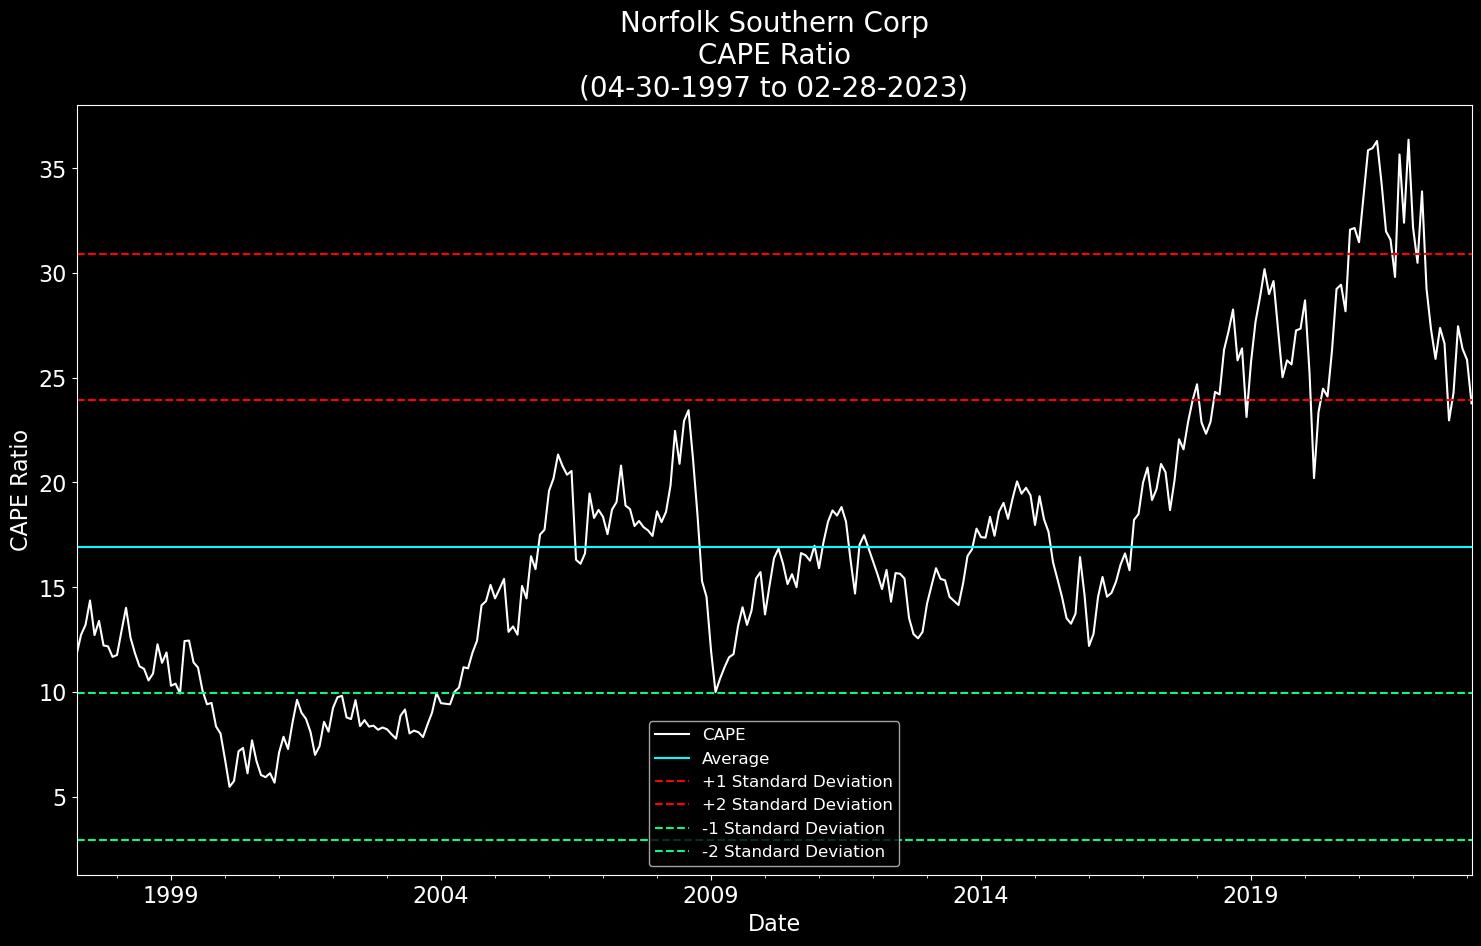 Norfolk Southern Corp
CAPE Ratio
(04-30-1997 to 02-28-2023)
CAPE Ratio
35
30
25
20
15
10
5
CAPE
Average
+1 Standard Deviation
+2 Standard Deviation
-1 Standard Deviation
-2 Standard Deviation
1999 2004 2009 2014 2019
Date